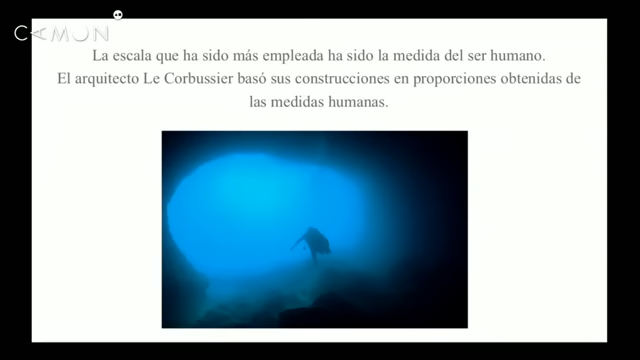 CAMON
La escala que ha sido más empleada ha sido la medida del ser humano.
El arquitecto Le Corbussier basó sus construcciones en proporciones obtenidas de
las medidas humanas.